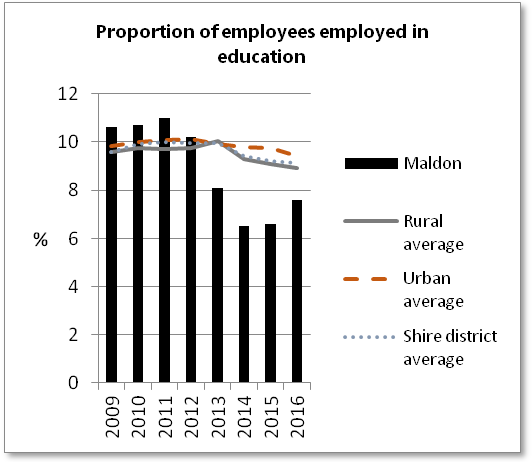 Proportion of employees employed in
education
12
10
8
6
4
2
0
%
2009
2010
2011
2012
2013
2014
2015
2016
Maldon
Rural
average
Urban
average
Shire district
average